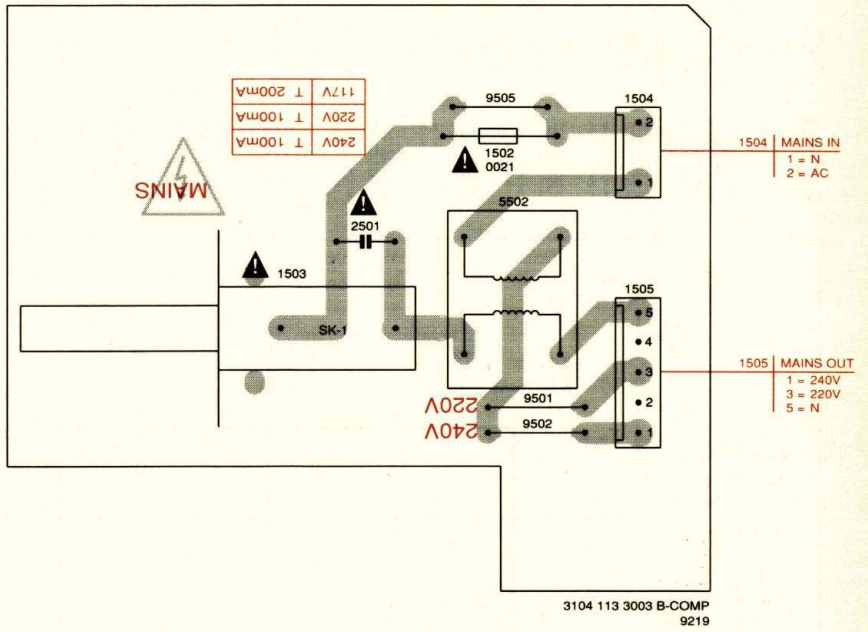 117V T 200mA
220V T 100mA
240V T 100mA
MAINS
9505
1504
2
1502
0021
1
1504 MAINS IN
1 = N
2 = AC
2501
5502
1503
SK-1
1505
5
4
3
2
1
1505 MAINS OUT
1 = 240V
3 = 220V
5 = N
220V
9501
240V
9502
3104 113 3003 B-COMP
9219